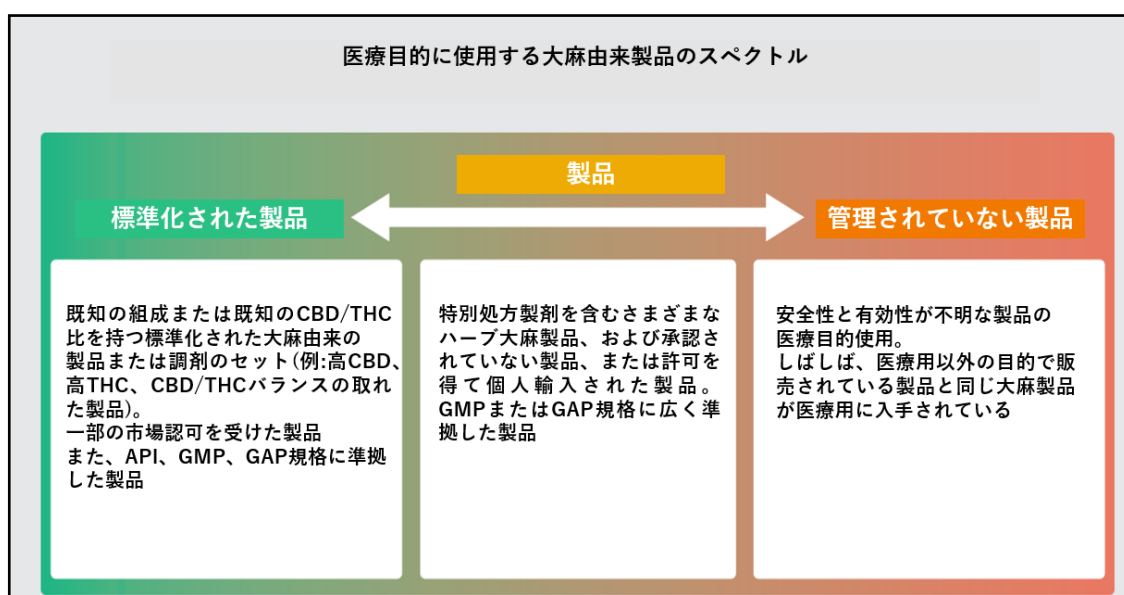 医療目的に使用する大麻由来製品のスペクトル
製品
標準化された製品
管理されていない製品
既知の組成または既知のCBD/THC
比を持つ標準化された大麻由来の
製品または調剤のセット(例:高CBD、
高THC、CBD/THCバランスの取れ
た製品)。
一部の市場認可を受けた製品
また、API、GMP、GAP規格に準拠
した製品
特別処方製剤を含むさまざまな
ハーブ大麻製品、および承認さ
れていない製品、または許可を
得て個人輸入された製品。
GMPまたはGAP規格に広く準
拠した製品
安全性と有効性が不明な製品の
医療目的使用。
しばしば、医療用以外の目的で販
売されている製品と同じ大麻製品
が医療用に入手されている